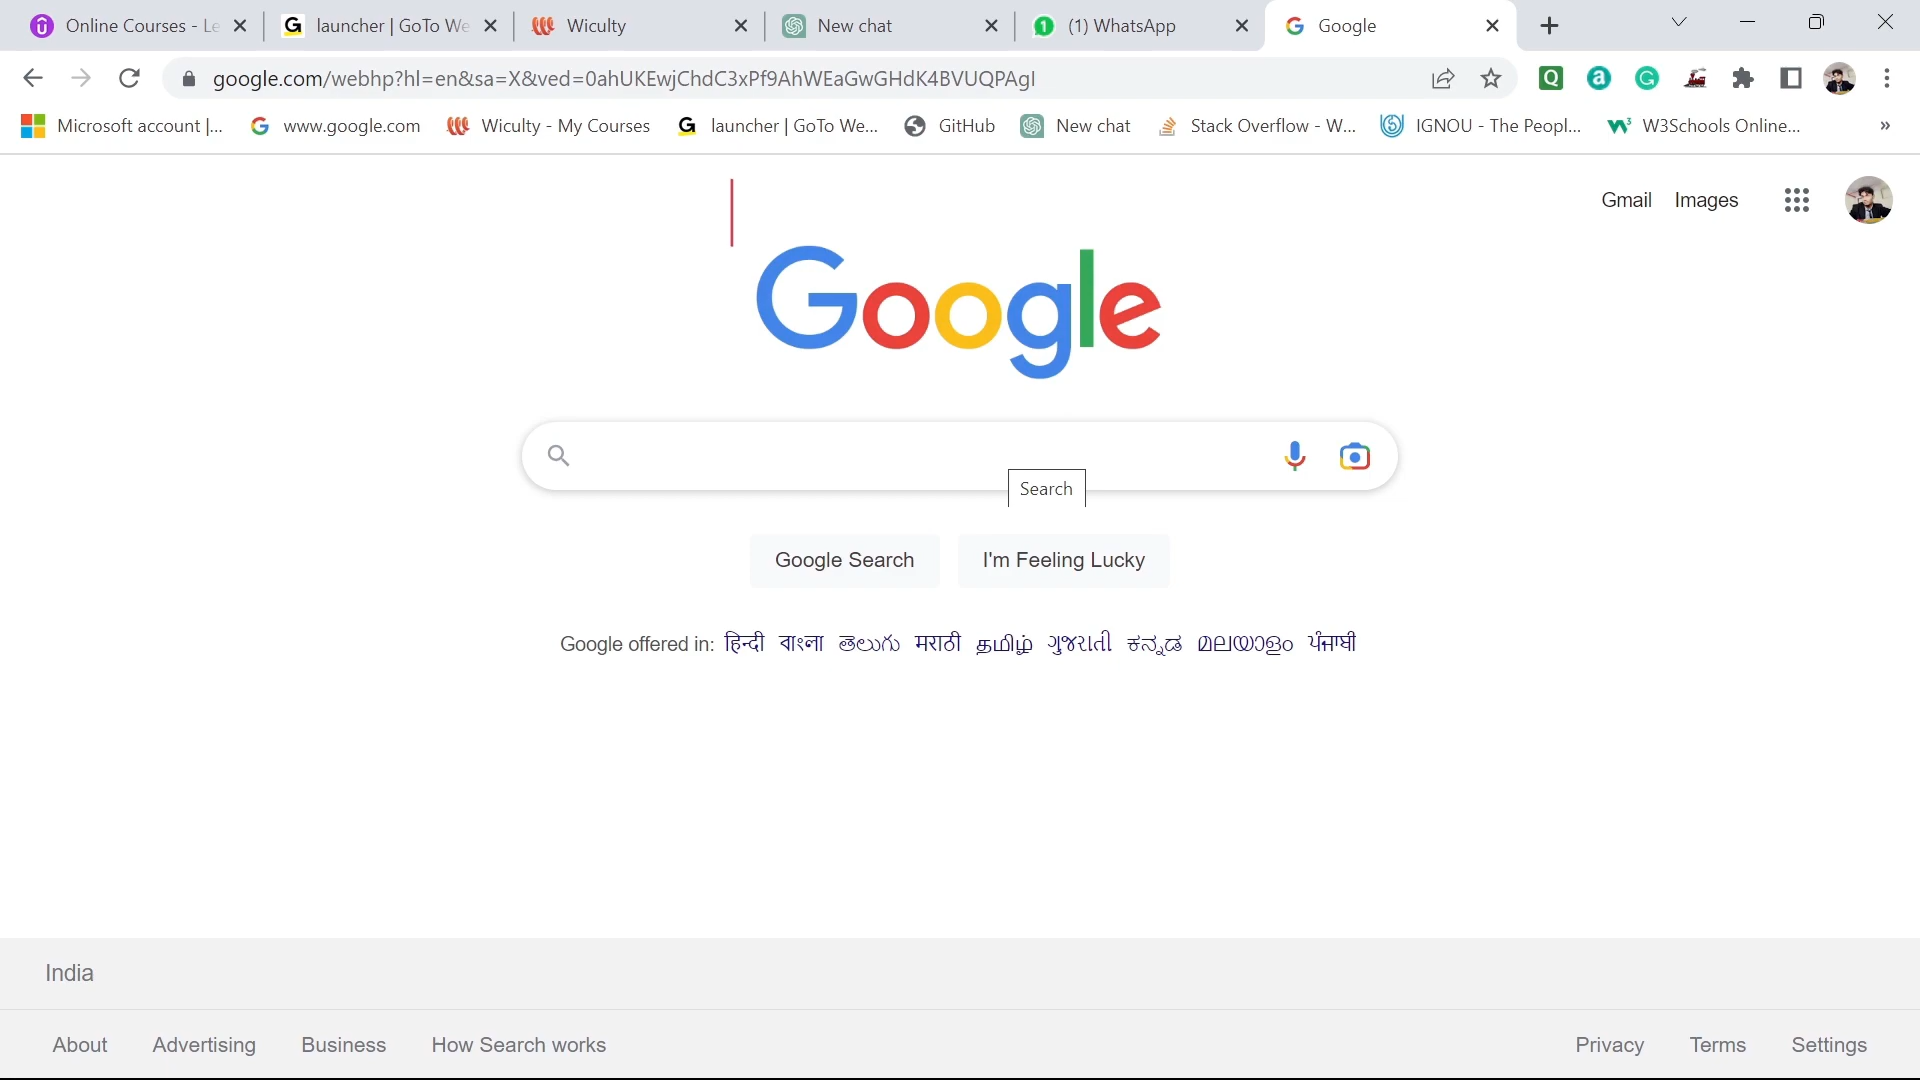 Online Courses - Le
launcher | GoTo We
Wiculty
New chat
(1) WhatsApp
Google
google.com/webhp?hl=en&sa=X&ved=0ahUKEwjChdC3xPf9AhWEaGwGHdK4BVUQPAgI
Microsoft account |...
www.google.com
Wiculty - My Courses
launcher | GoTo We...
GitHub
New chat
Stack Overflow - W...
IGNOU - The Peopl...
W3Schools Online...
»
Gmail Images
Google
Search
Google Search
I'm Feeling Lucky
Google offered in: हिन्दी বাংলা తెలుగు मराठी தமிழ் ગુજરાતી ಕನ್ನಡ മലയാളം ਪੰਜਾਬੀ
India
About Advertising Business How Search works
Privacy Terms Settings